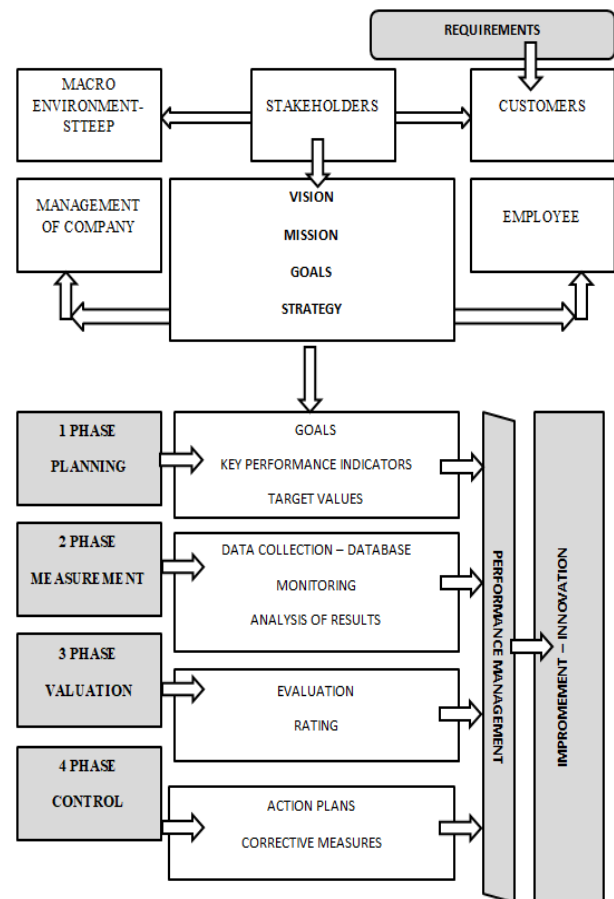 REQUIREMENTS
MACRO
ENVIRONMENT-
STTEEP
STAKEHOLDERS
CUSTOMERS
MANAGEMENT
OF COMPANY
VISION
MISSION
GOALS
STRATEGY
EMPLOYEE
1 PHASE
PLANNING
GOALS
KEY PERFORMANCE INDICATORS
TARGET VALUES
2 PHASE
MEASUREMENT
DATA COLLECTION – DATABASE
MONITORING
ANALYSIS OF RESULTS
3 PHASE
VALUATION
EVALUATION
RATING
4 PHASE
CONTROL
ACTION PLANS
CORRECTIVE MEASURES
PERFORMANCE MANAGEMENT
IMPROMEMENT – INNOVATION